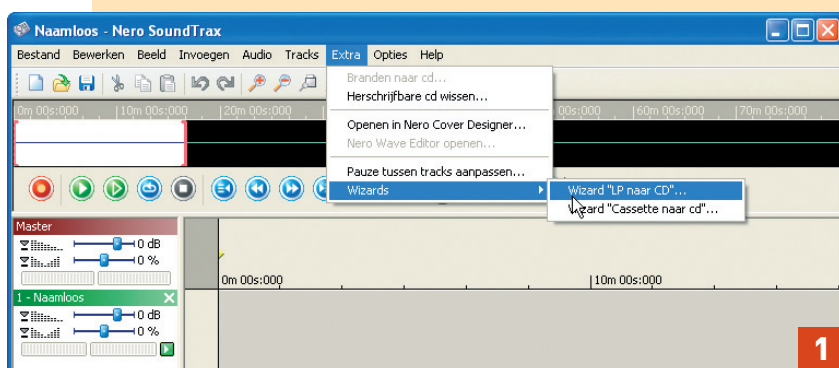 Naamloos - Nero SoundTrax
Bestand Bewerken Beeld Invoegen Audio Tracks Extra Opties Help
Branden naar cd...
Herschrijfbare cd wissen...
0m 00s:000 10m 00s:000 20m 00s:000 00s:000 60m 00s:000 70m 00s:000
Openen in Nero Cover Designer...
Nero Wave Editor openen...
Pauze tussen tracks aanpassen...
Wizards
Wizard "LP naar CD"...
Wizard "Cassette naar cd"...
Master
0 dB
0 %
0m 00s:000 10m 00s:000
1 - Naamloos
0 dB
0 %
1